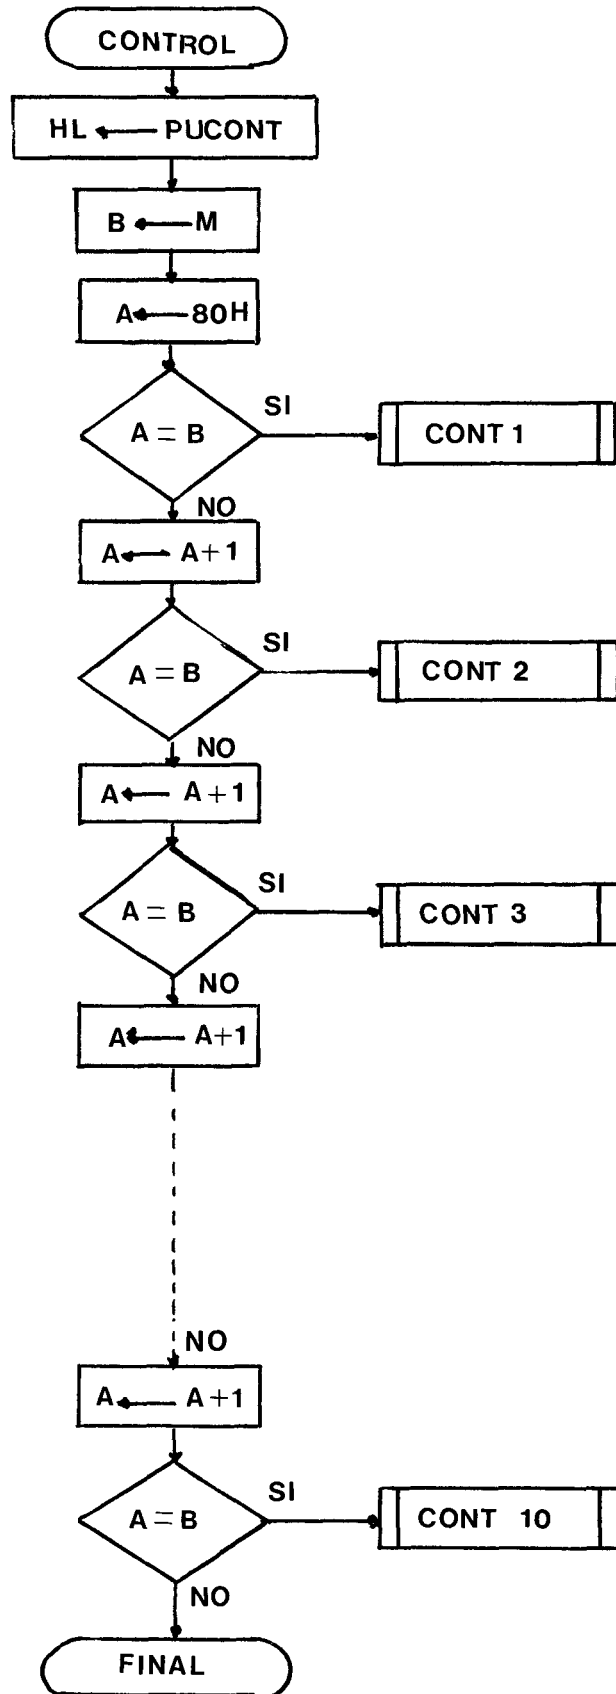 CONTROL
HL ← PUCONT
B ← M
A ← 80H
A = B
SI
CONT 1
NO
A ← A+1
A = B
SI
CONT 2
NO
A ← A+1
A = B
SI
CONT 3
NO
A ← A+1
NO
A ← A+1
A = B
SI
CONT 10
NO
FINAL